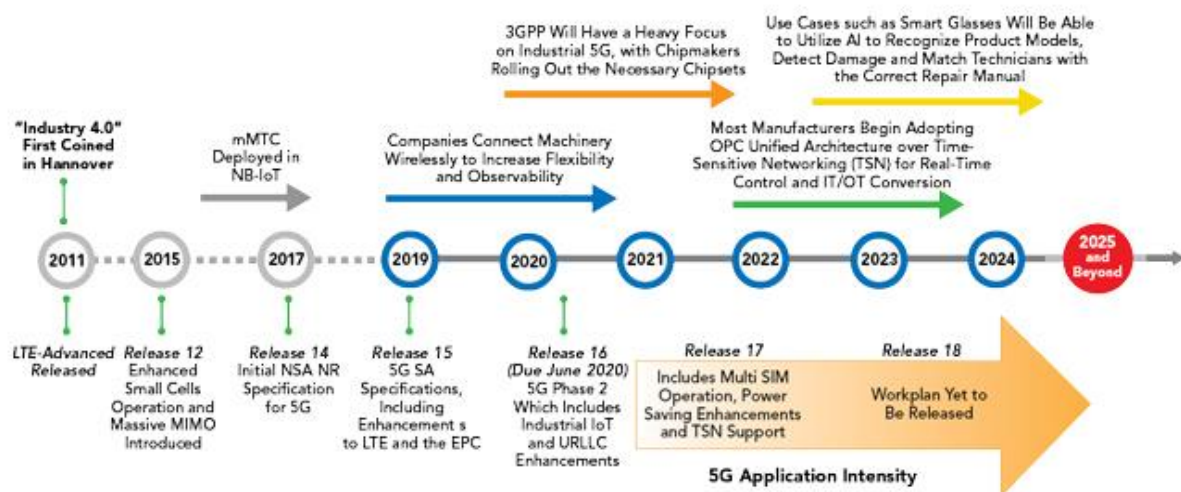 3GPP Will Have a Heavy Focus
on Industrial 5G, with Chipmakers
Rolling Out the Necessary Chipsets
Use Cases such as Smart Glasses Will Be Able
to Utilize AI to Recognize Product Models,
Detect Damage and Match Technicians with
the Correct Repair Manual
"Industry 4.0"
First Coined
in Hannover
mMTC
Deployed in
NB-IoT
Companies Connect Machinery
Wirelessly to Increase Flexibility
and Observability
Most Manufacturers Begin Adopting
OPC Unified Architecture over Time-
Sensitive Networking (TSN) for Real-Time
Control and IT/OT Conversion
2011
2015
2017
2019
2020
2021
2022
2023
2024
2025
and
Beyond
LTE-Advanced
Released
Release 12
Enhanced
Small Cells
Operation and
Massive MIMO
Introduced
Release 14
Initial NSA NR
Specification
for 5G
Release 15
5G SA
Specifications,
Including
Enhancement s
to LTE and the EPC
Release 16
(Due June 2020)
5G Phase 2
Which Includes
Industrial IoT
and URLLC
Enhancements
Release 17
Includes Multi SIM
Operation, Power
Saving Enhancements
and TSN Support
Release 18
Workplan Yet to
Be Released
5G Application Intensity